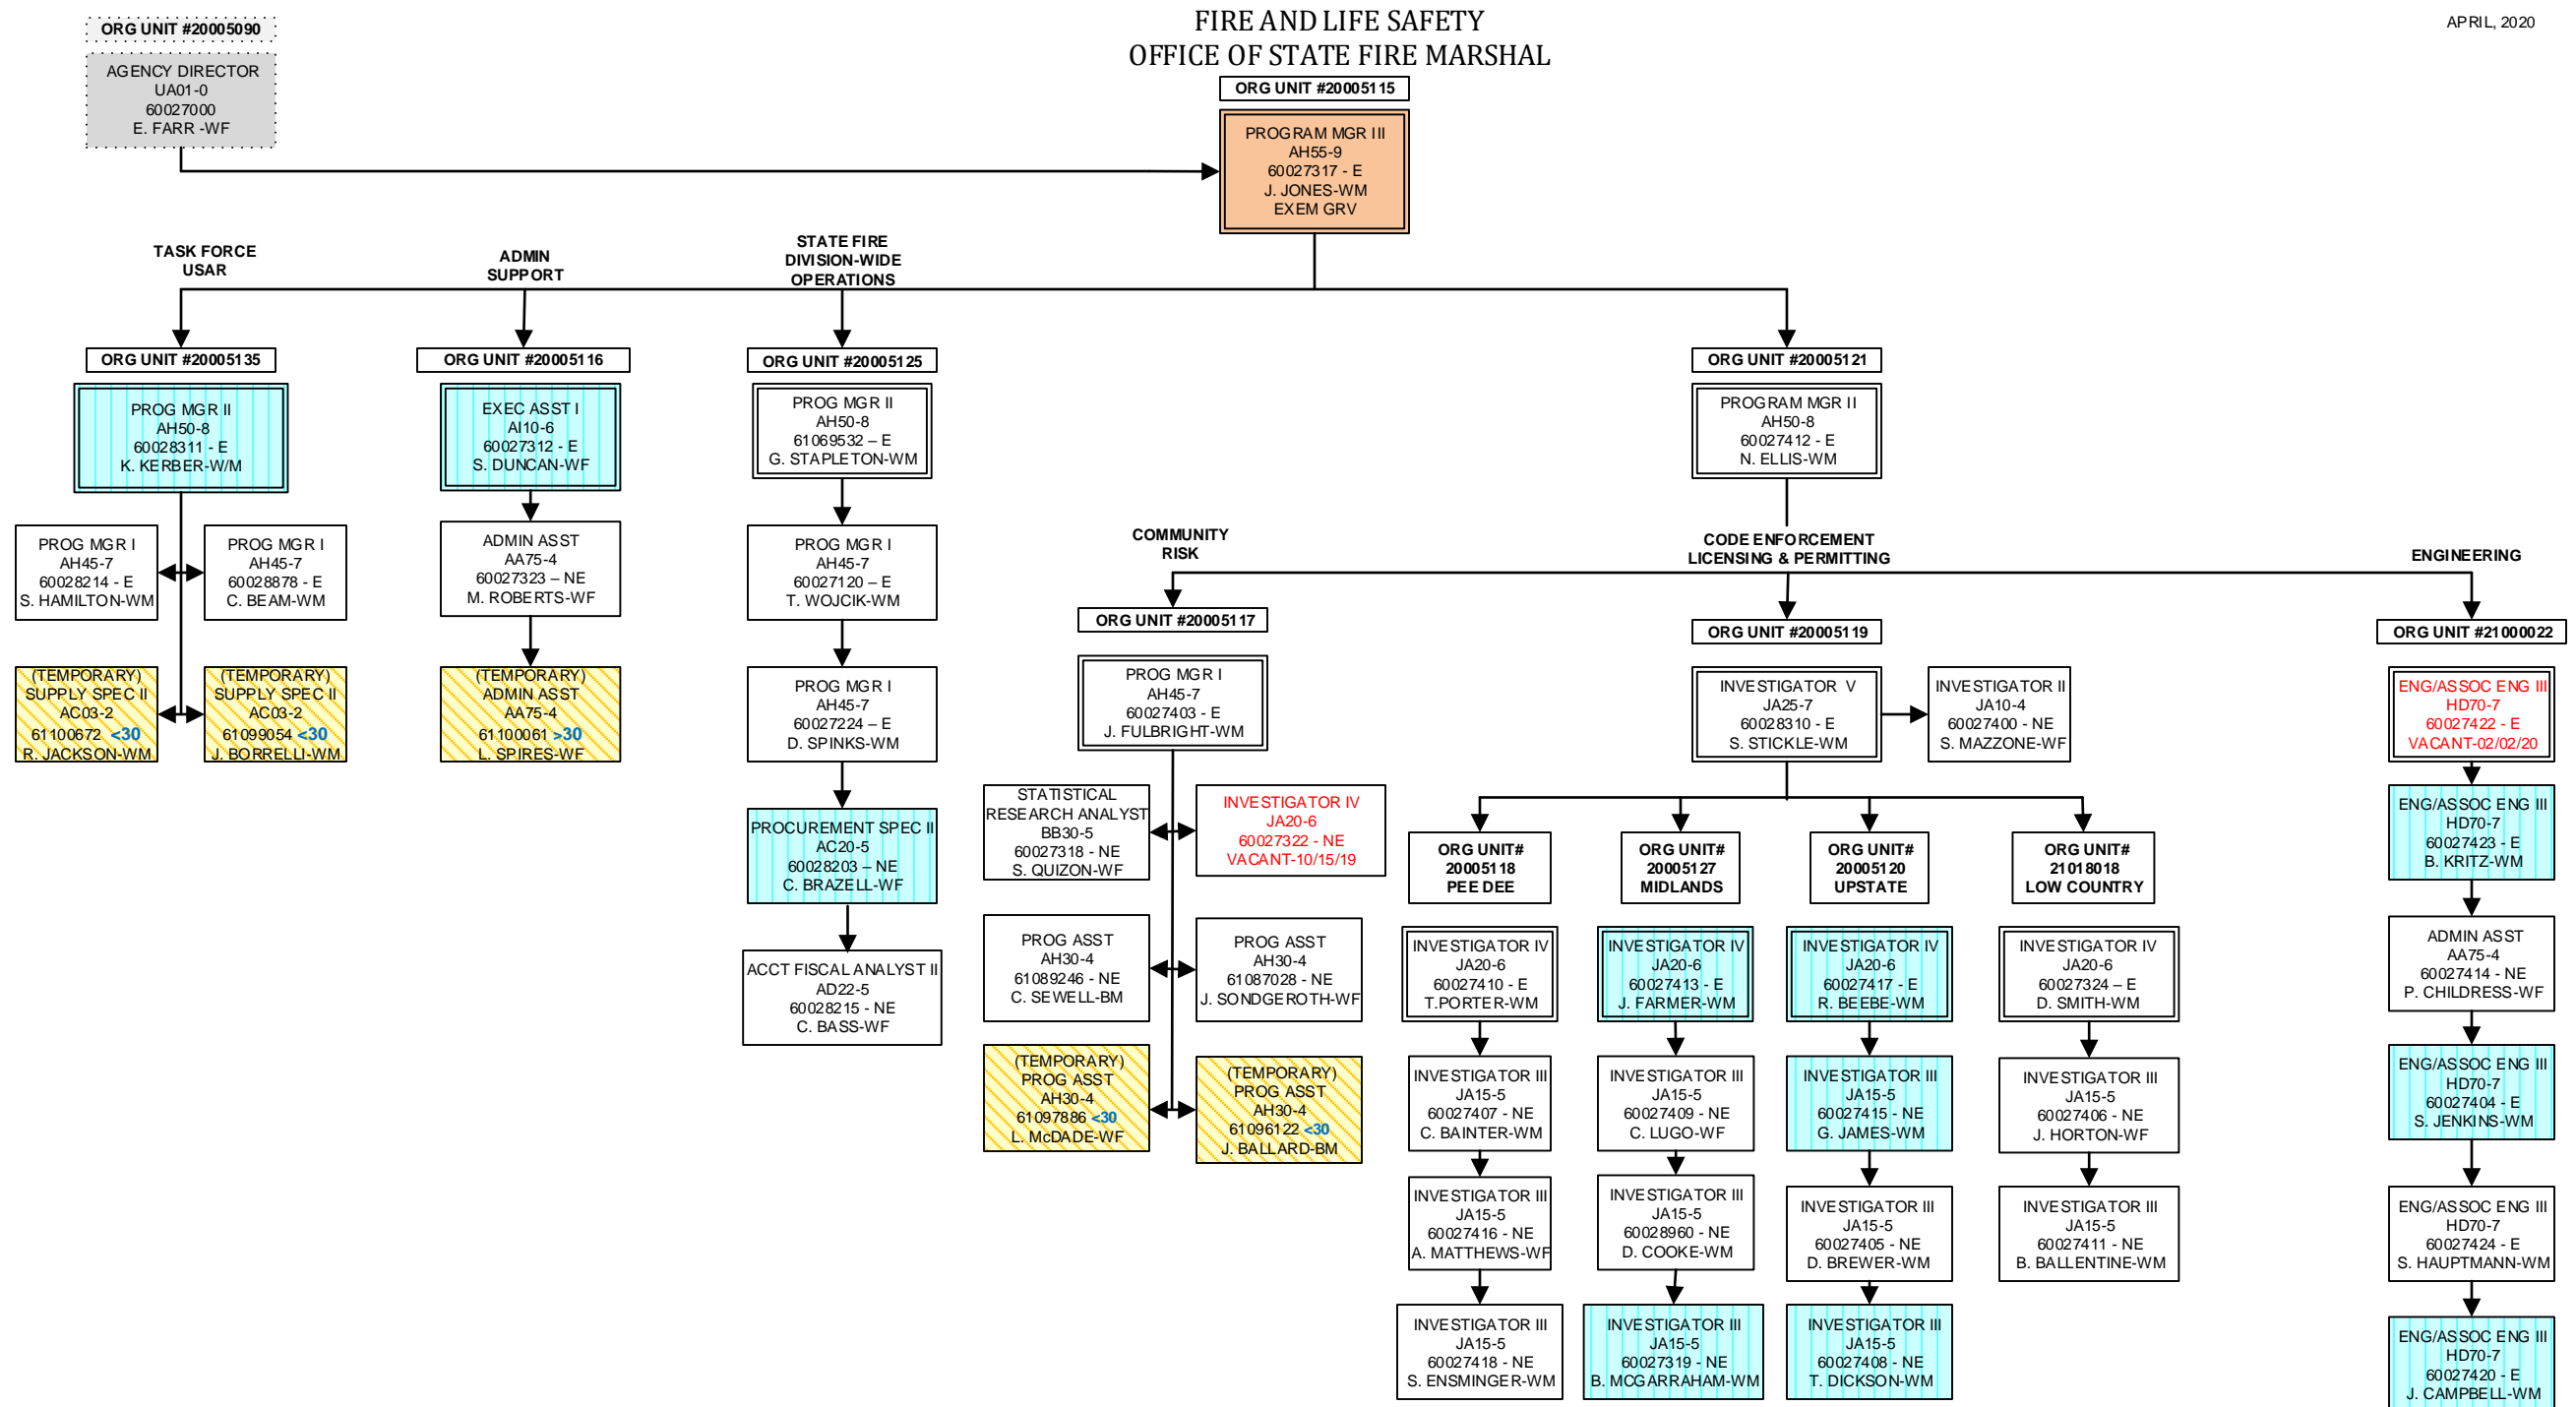 FIRE AND LIFE SAFETY
OFFICE OF STATE FIRE MARSHAL
APRIL, 2020
ORG UNIT #20005090
AGENCY DIRECTOR
UA01-0
60027000
E. FARR -WF
ORG UNIT #20005115
PROGRAM MGR III
AH55-9
60027317 - E
J. JONES-WM
EXEM GRV
TASK FORCE
USAR
ADMIN
SUPPORT
STATE FIRE
DIVISION-WIDE
OPERATIONS
ORG UNIT #20005135
PROG MGR II
AH50-8
60028311 - E
K. KERBER-W/M
PROG MGR I
AH45-7
60028214 - E
S. HAMILTON-WM
PROG MGR I
AH45-7
60028878 - E
C. BEAM-WM
(TEMPORARY)
SUPPLY SPEC II
AC03-2
61100672 <30
R. JACKSON-WM
(TEMPORARY)
SUPPLY SPEC II
AC03-2
61099054 <30
J. BORRELLI-WM
ORG UNIT #20005116
EXEC ASST I
AI10-6
60027312 - E
S. DUNCAN-WF
ADMIN ASST
AA75-4
60027323 – NE
M. ROBERTS-WF
(TEMPORARY)
ADMIN ASST
AA75-4
61100061 >30
L. SPIRES-WF
ORG UNIT #20005125
PROG MGR II
AH50-8
61069532 – E
G. STAPLETON-WM
PROG MGR I
AH45-7
60027120 – E
T. WOJCIK-WM
PROG MGR I
AH45-7
60027224 – E
D. SPINKS-WM
PROCUREMENT SPEC II
AC20-5
60028203 – NE
C. BRAZELL-WF
ACCT FISCAL ANALYST II
AD22-5
60028215 - NE
C. BASS-WF
ORG UNIT #20005121
PROGRAM MGR II
AH50-8
60027412 - E
N. ELLIS-WM
COMMUNITY
RISK
CODE ENFORCEMENT
LICENSING & PERMITTING
ENGINEERING
ORG UNIT #20005117
PROG MGR I
AH45-7
60027403 - E
J. FULBRIGHT-WM
STATISTICAL
RESEARCH ANALYST
BB30-5
60027318 - NE
S. QUIZON-WF
INVESTIGATOR IV
JA20-6
60027322 - NE
VACANT-10/15/19
PROG ASST
AH30-4
61089246 - NE
C. SEWELL-BM
PROG ASST
AH30-4
61087028 - NE
J. SONDGEROTH-WF
(TEMPORARY)
PROG ASST
AH30-4
61097886 <30
L. McDADE-WF
(TEMPORARY)
PROG ASST
AH30-4
61096122 <30
J. BALLARD-BM
ORG UNIT #20005119
INVESTIGATOR V
JA25-7
60028310 - E
S. STICKLE-WM
INVESTIGATOR II
JA10-4
60027400 - NE
S. MAZZONE-WF
ORG UNIT#
20005118
PEE DEE
INVESTIGATOR IV
JA20-6
60027410 - E
T.PORTER-WM
INVESTIGATOR III
JA15-5
60027407 - NE
C. BAINTER-WM
INVESTIGATOR III
JA15-5
60027416 - NE
A. MATTHEWS-WF
INVESTIGATOR III
JA15-5
60027418 - NE
S. ENSMINGER-WM
ORG UNIT#
20005127
MIDLANDS
INVESTIGATOR IV
JA20-6
60027413 - E
J. FARMER-WM
INVESTIGATOR III
JA15-5
60027409 - NE
C. LUGO-WF
INVESTIGATOR III
JA15-5
60028960 - NE
D. COOKE-WM
INVESTIGATOR III
JA15-5
60027319 - NE
B. MCGARRAHAM-WM
ORG UNIT#
20005120
UPSTATE
INVESTIGATOR IV
JA20-6
60027417 - E
R. BEEBE-WM
INVESTIGATOR III
JA15-5
60027415 - NE
G. JAMES-WM
INVESTIGATOR III
JA15-5
60027405 - NE
D. BREWER-WM
INVESTIGATOR III
JA15-5
60027408 - NE
T. DICKSON-WM
ORG UNIT#
21018018
LOW COUNTRY
INVESTIGATOR IV
JA20-6
60027324 – E
D. SMITH-WM
INVESTIGATOR III
JA15-5
60027406 - NE
J. HORTON-WF
INVESTIGATOR III
JA15-5
60027411 - NE
B. BALLENTINE-WM
ORG UNIT #21000022
ENG/ASSOC ENG III
HD70-7
60027422 - E
VACANT-02/02/20
ENG/ASSOC ENG III
HD70-7
60027423 - E
B. KRITZ-WM
ADMIN ASST
AA75-4
60027414 - NE
P. CHILDRESS-WF
ENG/ASSOC ENG III
HD70-7
60027404 - E
S. JENKINS-WM
ENG/ASSOC ENG III
HD70-7
60027424 - E
S. HAUPTMANN-WM
ENG/ASSOC ENG III
HD70-7
60027420 - E
J. CAMPBELL-WM